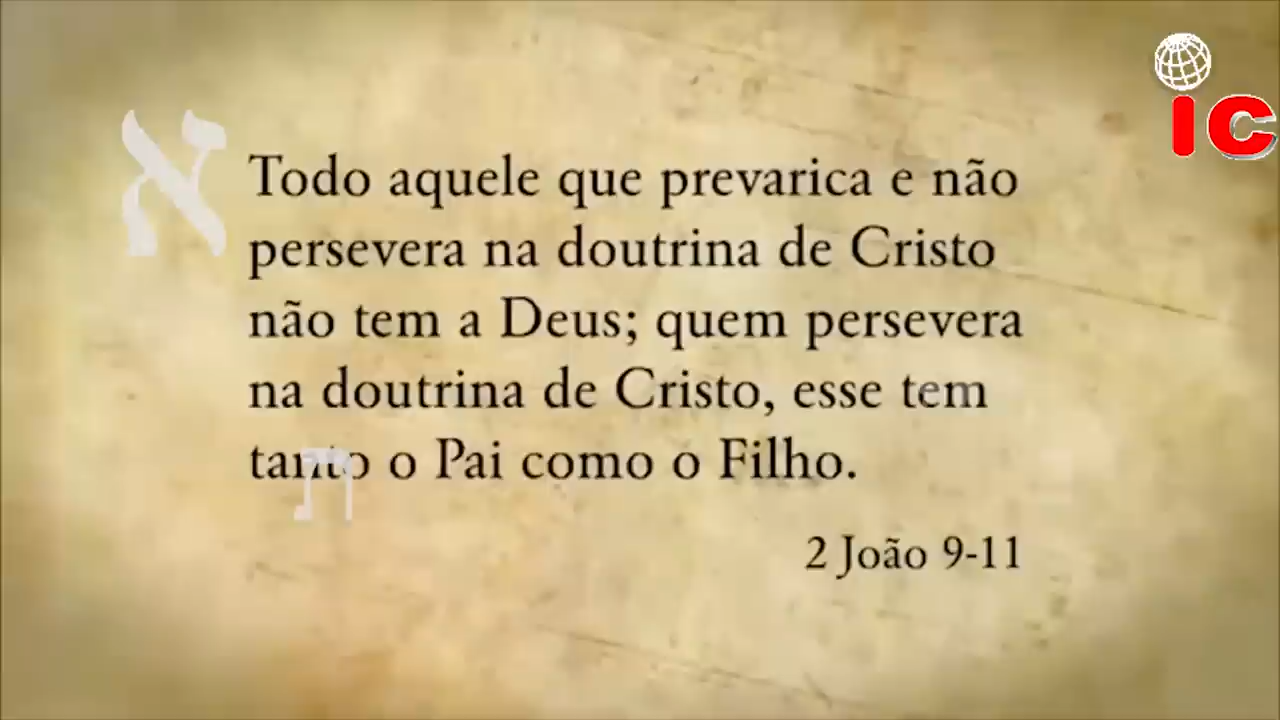 IC
א
Todo aquele que prevarica e não
persevera na doutrina de Cristo
não tem a Deus; quem persevera
na doutrina de Cristo, esse tem
tanto o Pai como o Filho.
ת
2 João 9-11